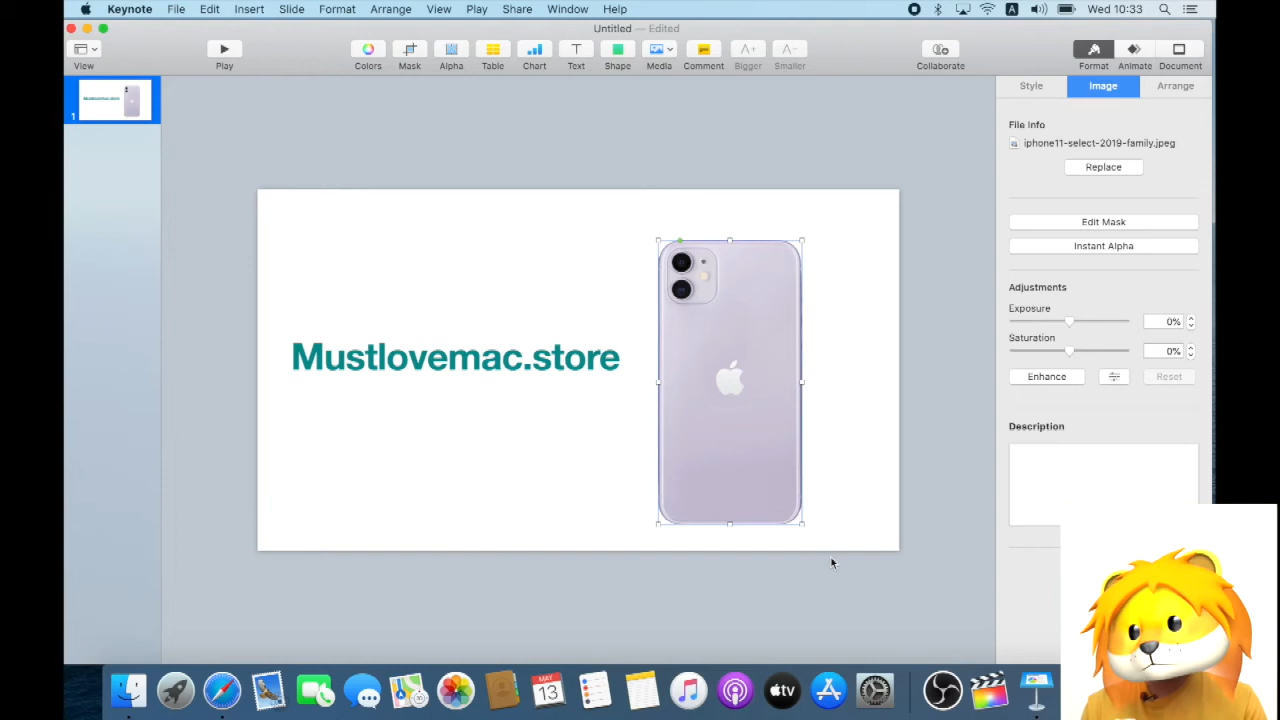 Keynote File Edit Insert Slide Format Arrange View Play Share Window Help A Wed 10:33
Untitled — Edited
View Play Colors Mask Alpha Table Chart Text Shape Media Comment Bigger Smaller Collaborate Format Animate Document
1
Style Image Arrange
File Info
iphone11-select-2019-family.jpeg
Replace
Edit Mask
Instant Alpha
Adjustments
Exposure
0%
Saturation
0%
Enhance Reset
Description
Mustlovemac.store
MAY
13
tv